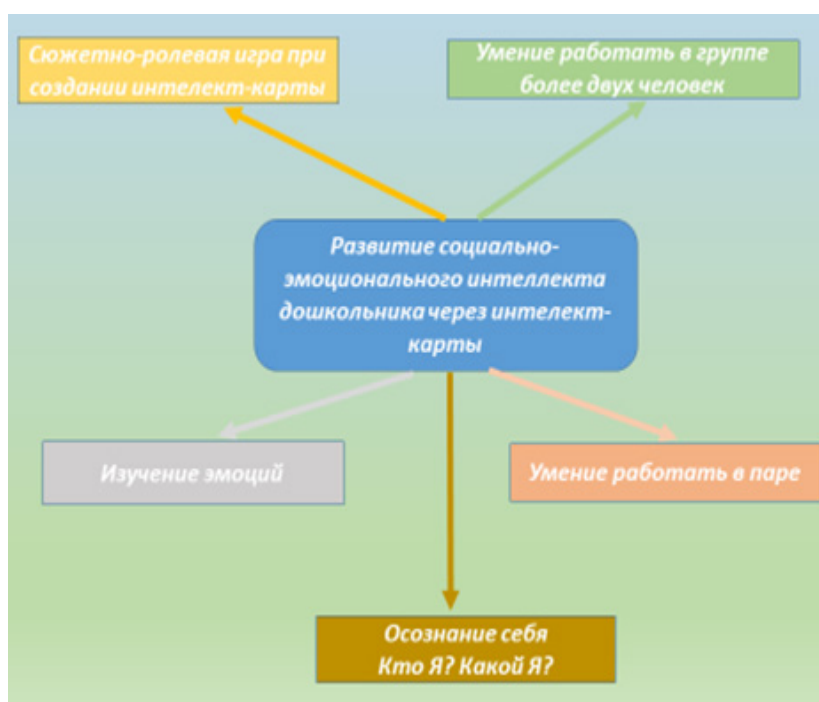 Сюжетно-ролевая игра при
создании интелект-карты
Умение работать в группе
более двух человек
Развитие социально-
эмоционального интеллекта
дошкольника через интелект-
карты
Изучение эмоций
Умение работать в паре
Осознание себя
Кто Я? Какой Я?